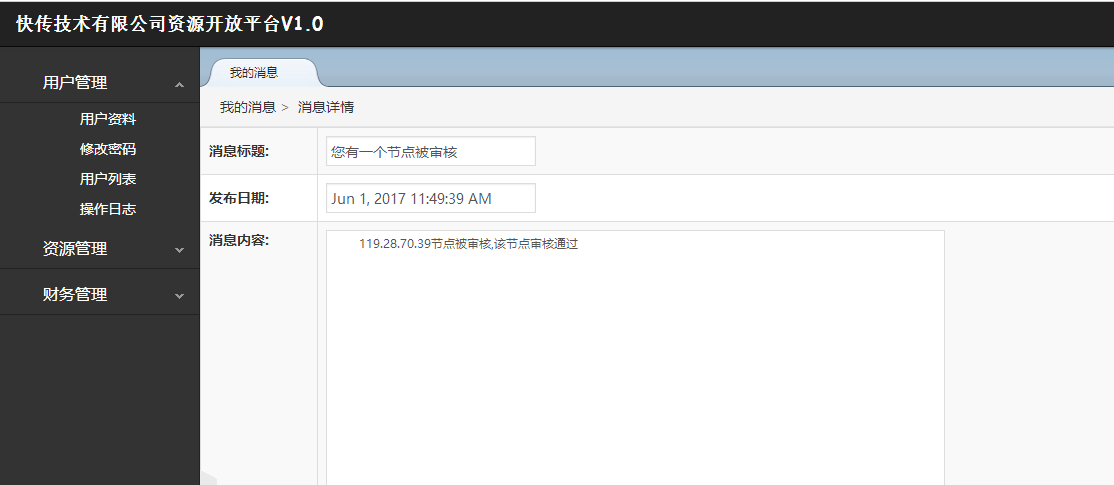 快传技术有限公司资源开放平台V1.0
用户管理
用户资料
修改密码
用户列表
操作日志
资源管理
财务管理
我的消息
我的消息 > 消息详情
消息标题: 您有一个节点被审核
发布日期: Jun 1, 2017 11:49:39 AM
消息内容: 119.28.70.39节点被审核,该节点审核通过